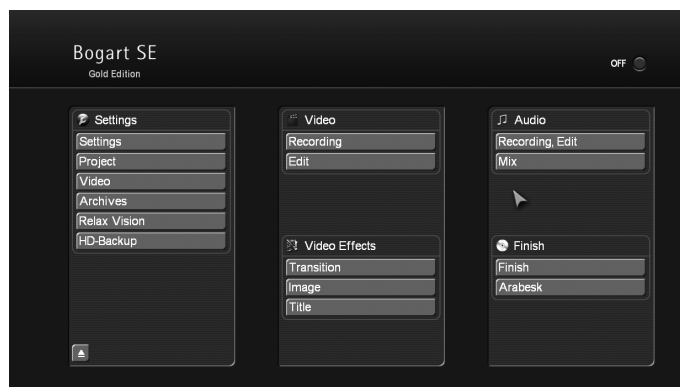 Bogart SE
Gold Edition
OFF
Settings
Settings
Project
Video
Archives
Relax Vision
HD-Backup
Video
Recording
Edit
Video Effects
Transition
Image
Title
Audio
Recording, Edit
Mix
Finish
Finish
Arabesk